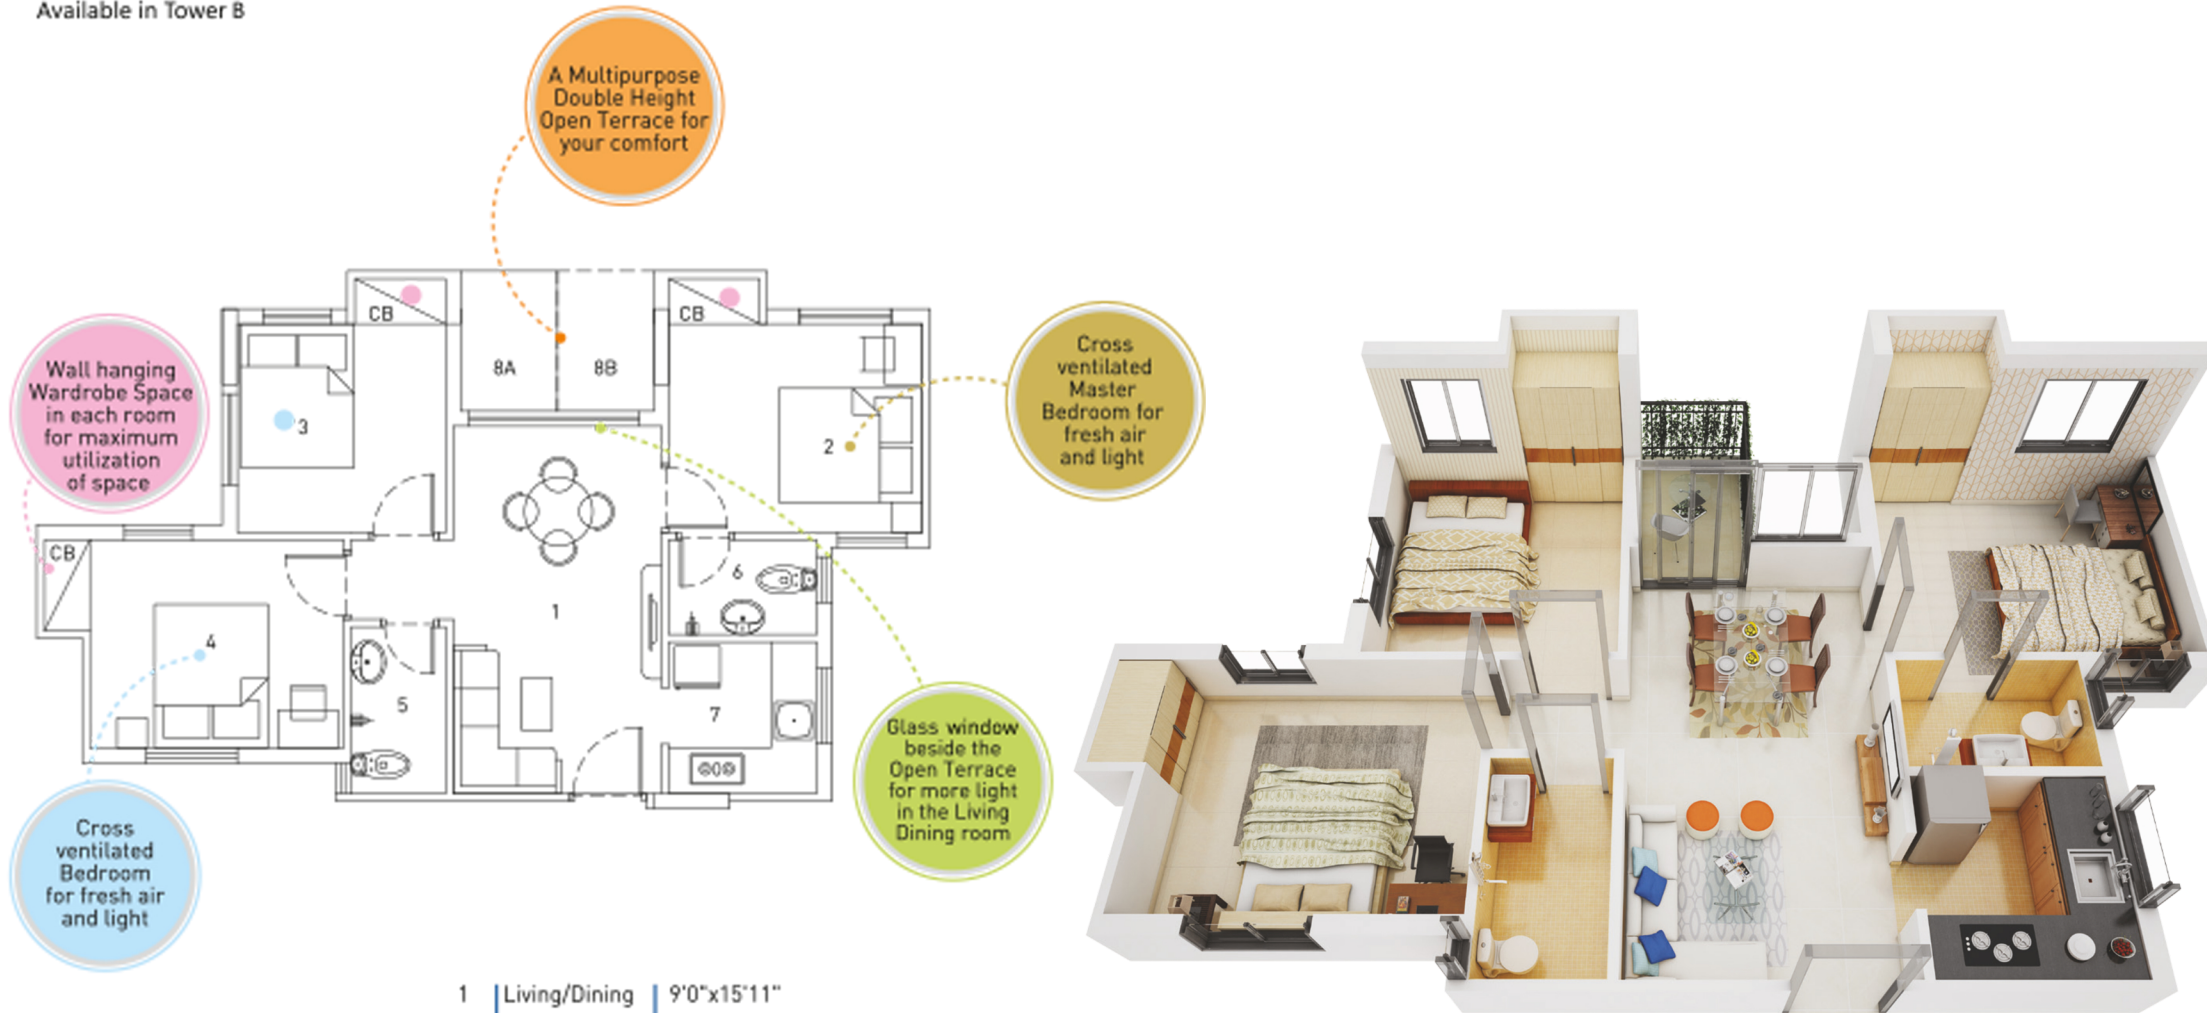 Available in Tower B
A Multipurpose
Double Height
Open Terrace for
your comfort
Wall hanging
Wardrobe Space
in each room
for maximum
utilization
of space
Cross
ventilated
Master
Bedroom for
fresh air
and light
Glass window
beside the
Open Terrace
for more light
in the Living
Dining room
Cross
ventilated
Bedroom
for fresh air
and light
CB
CB
8A
8B
3
2
CB
6
1
4
5
7
1 Living/Dining 9'0"x15'11"